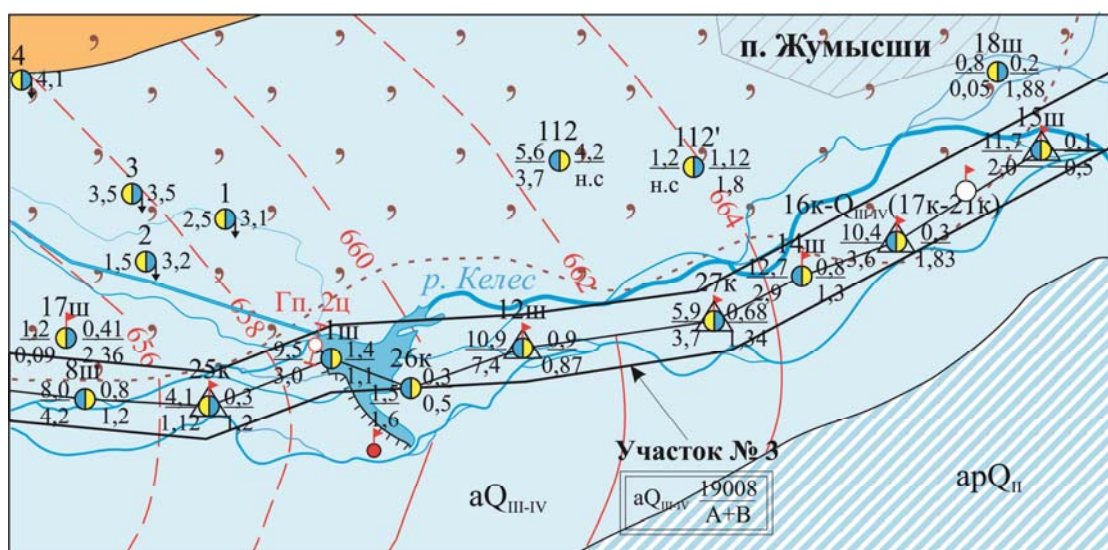 п. Жумысши
18ш
0,8 0,2
0,05 1,88
4
4,1
15ш
11,7 0,1
2,0 0,5
112
5,6 4,2
3,7 н.с
112'
1,2 1,12
н.с 1,8
3
3,5 3,5
1
2,5 3,1
664
16к-QIII-IV(17к-21к)
10,4 0,3
3,6 1,83
2
1,5 3,2
660
662
р. Келес
14ш
12,7 0,8
2,9 1,3
27к
5,9 0,68
3,7 1,34
658
Гп. 2ц
17ш
1,2 0,41
0,09 2,36
656
12ш
10,9 0,9
7,4 0,87
1ш
9,5 1,4
3,0 1,1
26к
0,3
1,5 0,5
1,6
8ш
8,0 0,8
4,2 1,2
25к
4,1 0,3
1,12 1,2
Участок № 3
aQIII-IV 19008
A+B
aQIII-IV
apQII